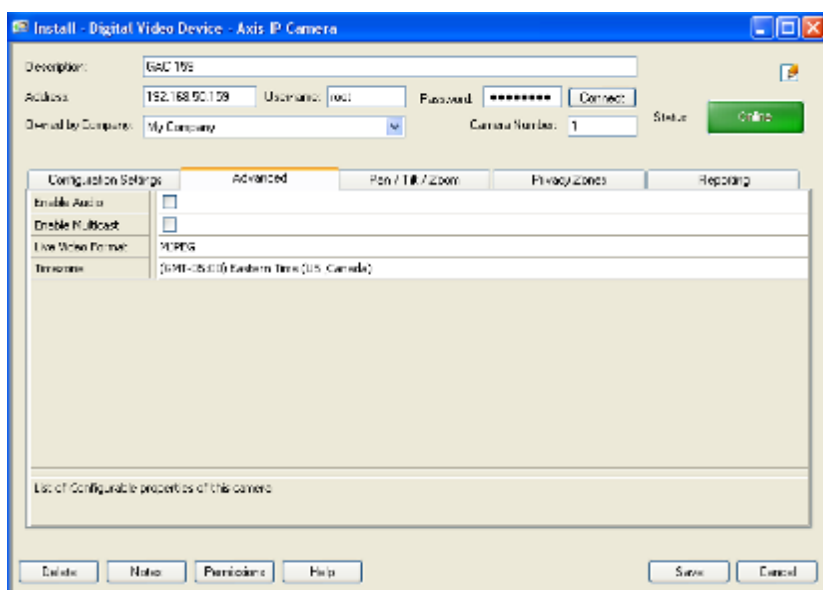 Install - Digital Video Device - Axis IP Camera
Description: GAC 159
Address: 192.168.50.159 Username: root Password: •••••••• Connect
Owned by Company: My Company Camera Number: 1 Status: Online
Configuration Settings Advanced Pan / Tilt / Zoom Privacy Zones Reporting
Enable Audio
Enable Multicast
Live Video Format MJPEG
Timezone (GMT-05:00) Eastern Time (US, Canada)
List of Configurable properties of this camera
Delete Notes Permissions Help Save Cancel